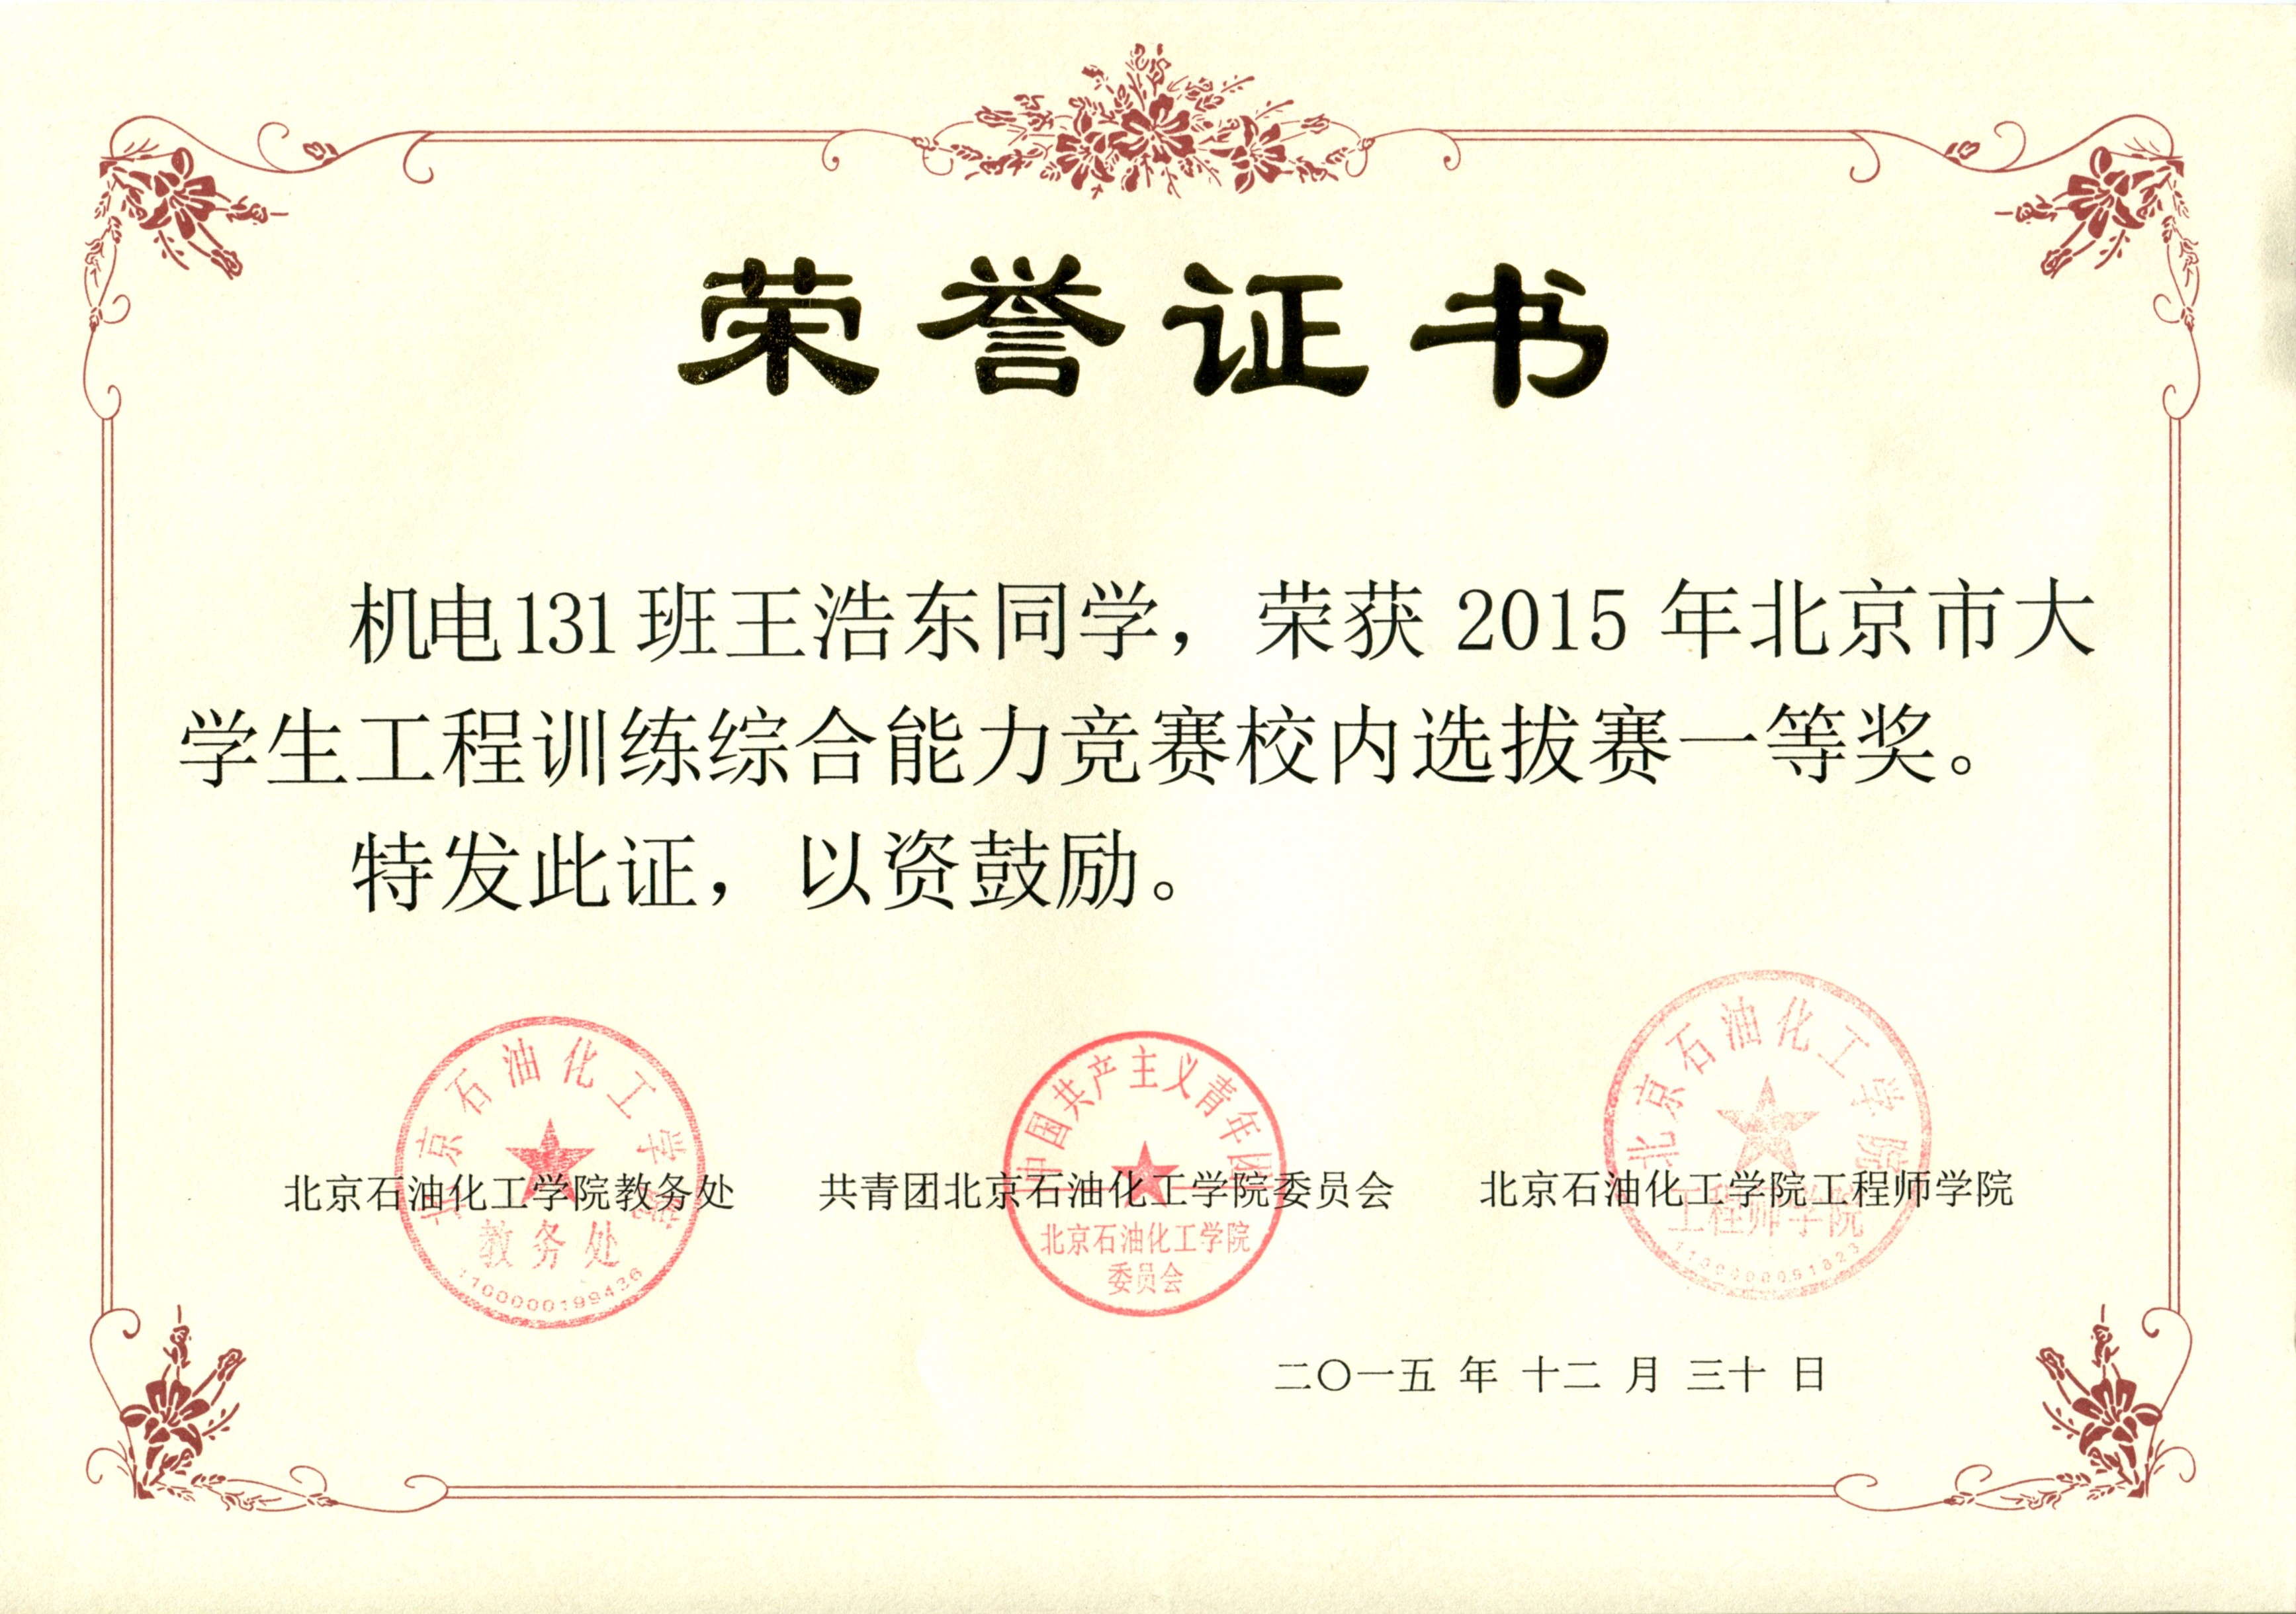 荣誉证书
机电131班王浩东同学，荣获 2015 年北京市大
学生工程训练综合能力竞赛校内选拔赛一等奖。
特发此证，以资鼓励。
北京石油化工学院教务处 共青团北京石油化工学院委员会 北京石油化工学院工程师学院
北京石油化工学院
教务处
1100000199426
中国共产主义青年团
北京石油化工学院
委员会
北京石油化工学院
工程师学院
二〇一五 年 十二 月 三十 日